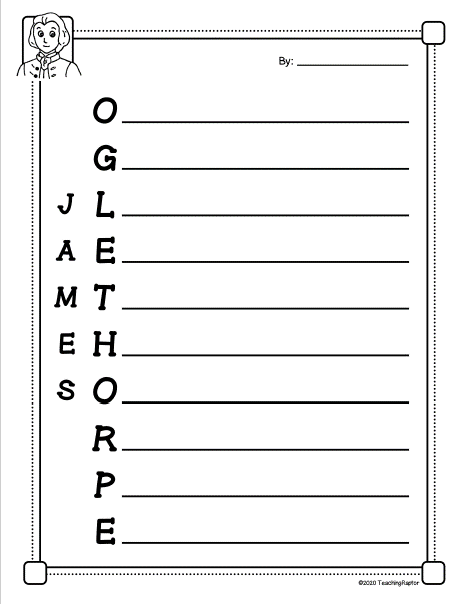 By:
O
G
J L
A E
M T
E H
S O
R
P
E
©2020 TeachingRaptor